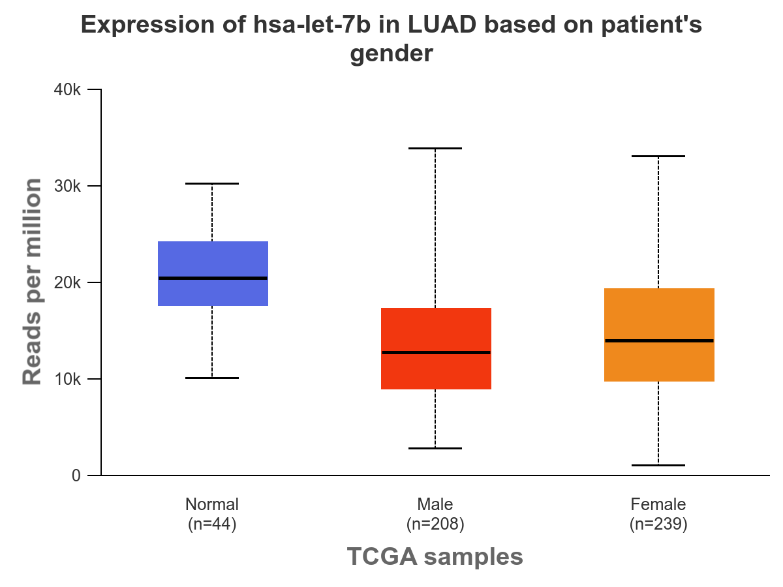 Expression of hsa-let-7b in LUAD based on patient's
gender
Reads per million
40k
30k
20k
10k
0
Normal
(n=44)
Male
(n=208)
Female
(n=239)
TCGA samples